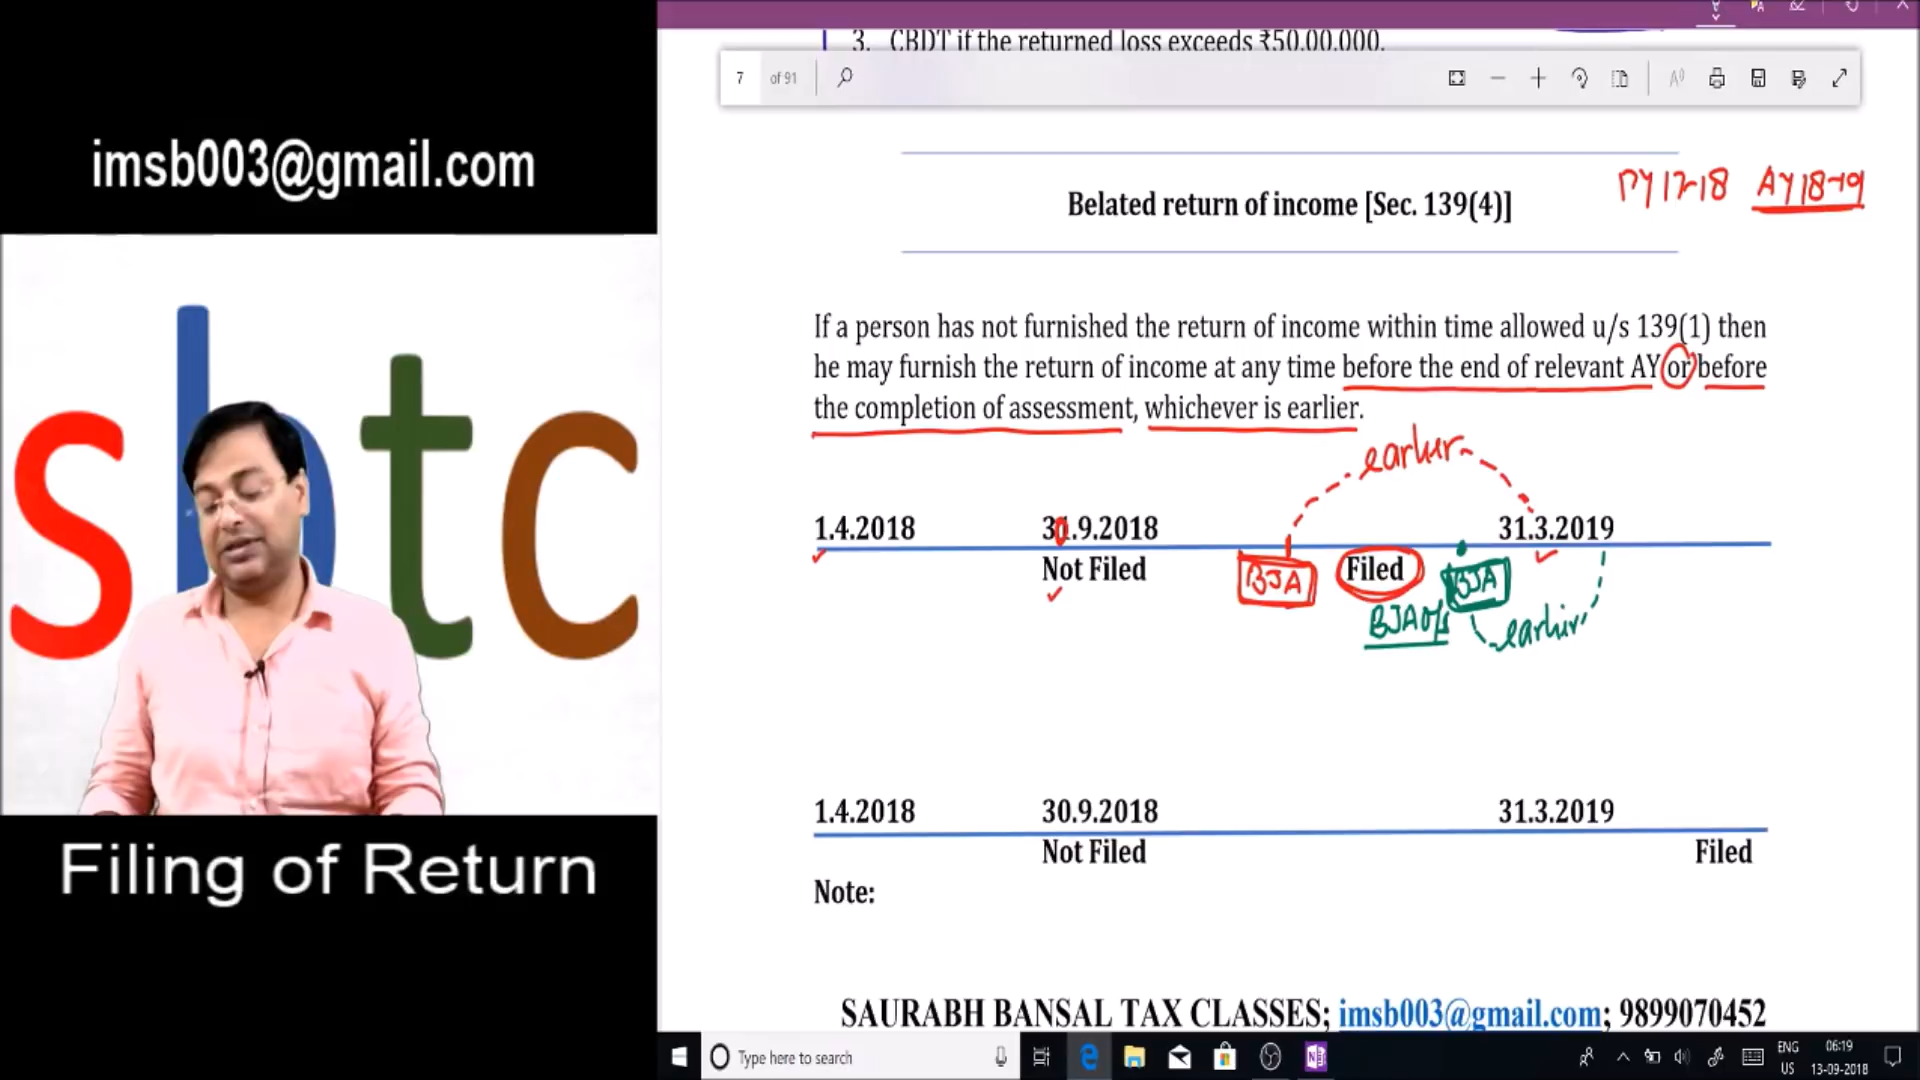 imsb003@gmail.com
sbtc
Filing of Return
3. CBDT if the returned loss exceeds ₹50,00,000.
7 of 91
PY 17-18 AY 18-19
Belated return of income [Sec. 139(4)]
If a person has not furnished the return of income within time allowed u/s 139(1) then
he may furnish the return of income at any time before the end of relevant AY or before
the completion of assessment, whichever is earlier.
earlier
1.4.2018 30.9.2018 31.3.2019
Not Filed BJA Filed BJA
BJA o/s earlier
1.4.2018 30.9.2018 31.3.2019
Not Filed Filed
Note:
SAURABH BANSAL TAX CLASSES; imsb003@gmail.com; 9899070452
Type here to search
ENG 06:19
US 13-09-2018